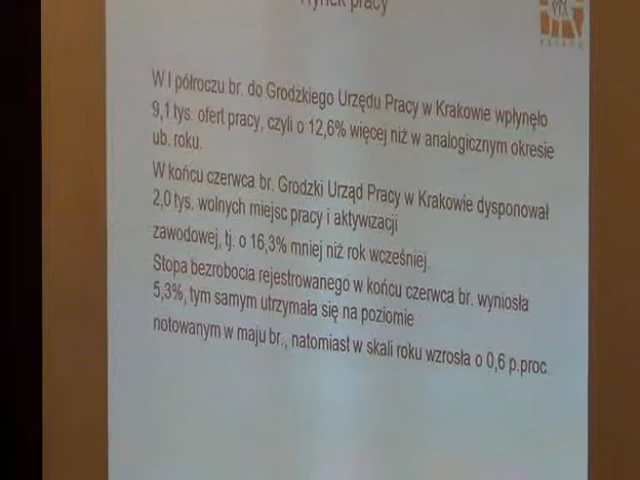 Rynek pracy
W I półroczu br. do Grodzkiego Urzędu Pracy w Krakowie wpłynęło
9,1 tys. ofert pracy, czyli o 12,6% więcej niż w analogicznym okresie
ub. roku.
W końcu czerwca br. Grodzki Urząd Pracy w Krakowie dysponował
2,0 tys. wolnych miejsc pracy i aktywizacji
zawodowej, tj. o 16,3% mniej niż rok wcześniej.
Stopa bezrobocia rejestrowanego w końcu czerwca br. wyniosła
5,3%, tym samym utrzymała się na poziomie
notowanym w maju br., natomiast w skali roku wzrosła o 0,6 p.proc